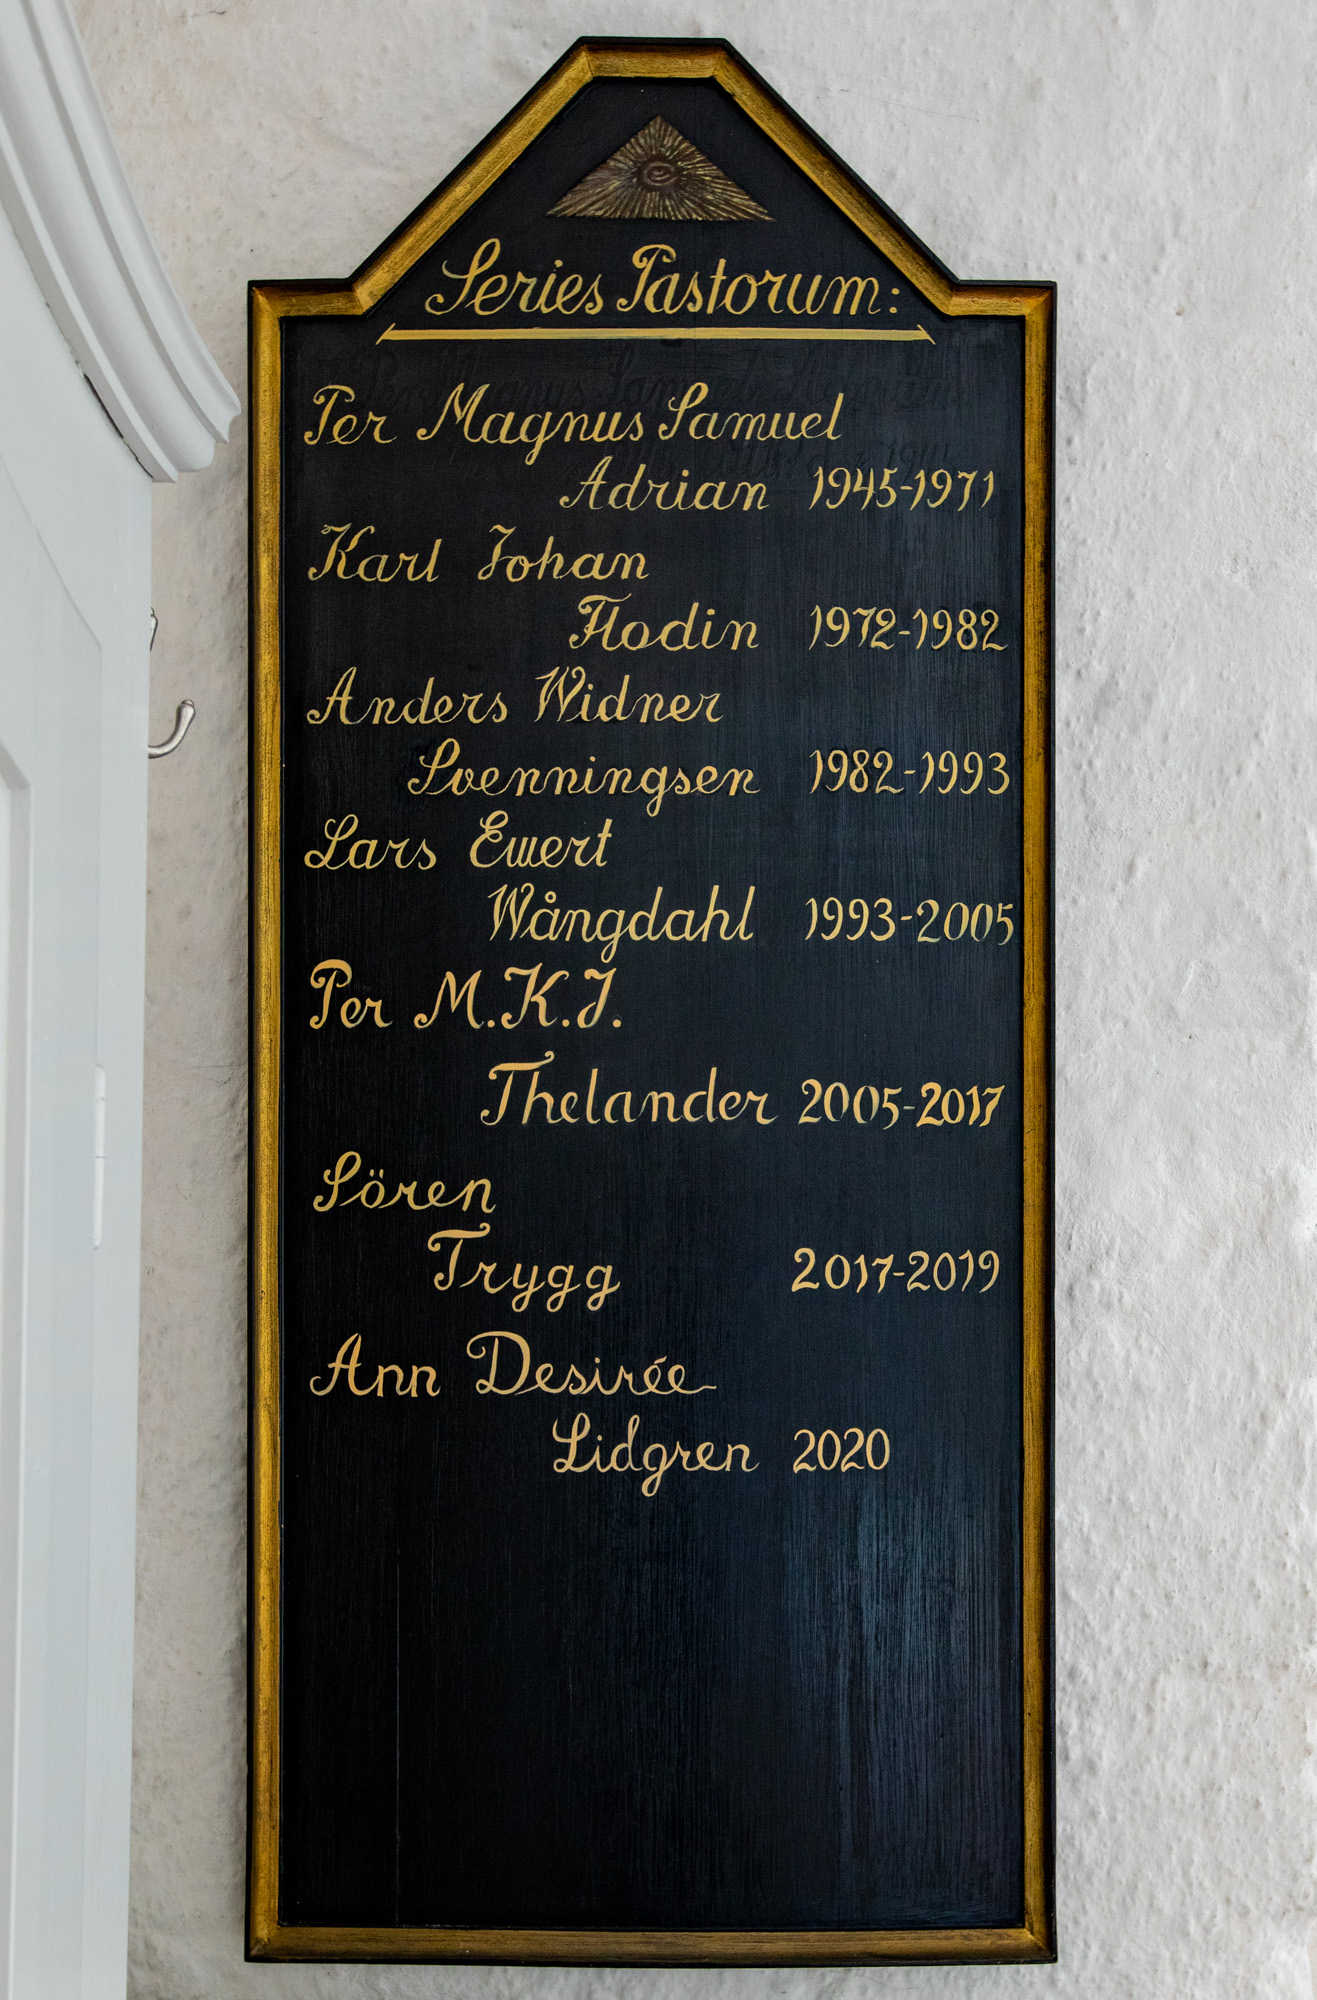 Series Pastorum:
Per Magnus Samuel
Adrian 1945-1971
Karl Johan
Hodin 1972-1982
Anders Widner
Svenningsen 1982-1993
Lars Ewert
Wångdahl 1993-2005
Per M.K.J.
Thelander 2005-2017
Sören
Trygg 2017-2019
Ann Desirée
Lidgren 2020